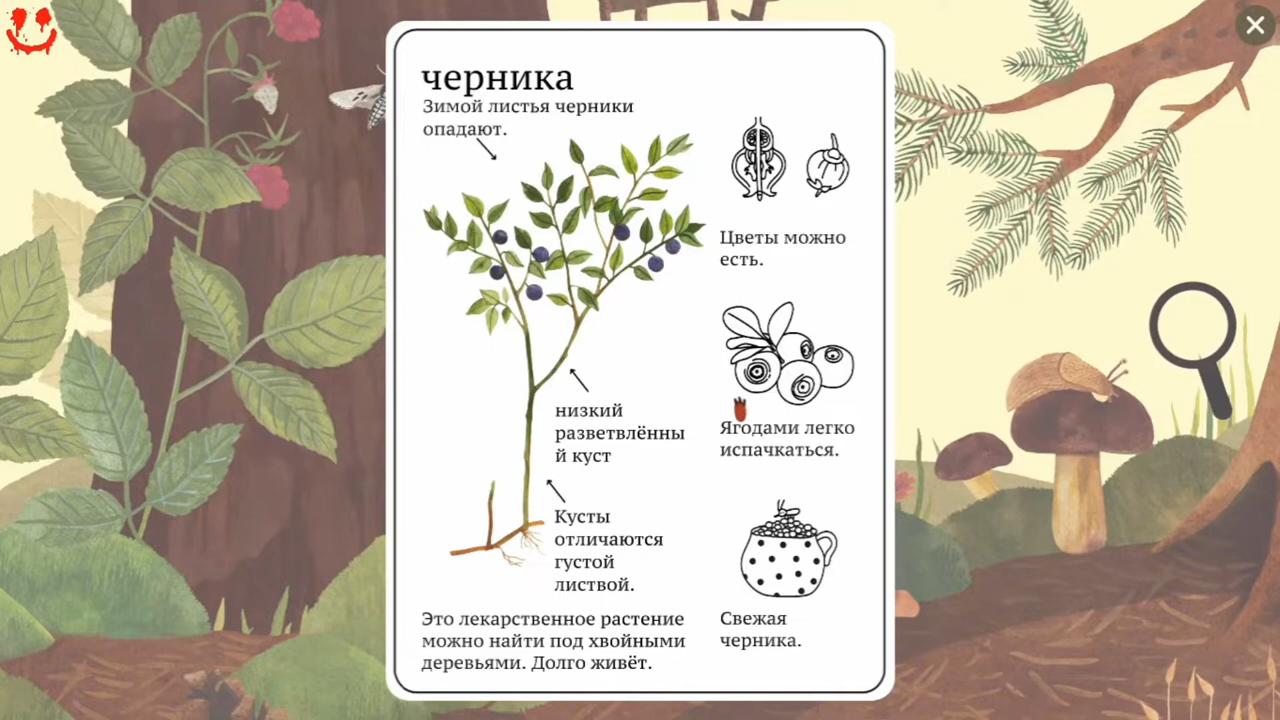 черника
Зимой листья черники
опадают.
Цветы можно
есть.
низкий
разветвлённы
й куст
Ягодами легко
испачкаться.
Кусты
отличаются
густой
листвой.
Это лекарственное растение
можно найти под хвойными
деревьями. Долго живёт.
Свежая
черника.